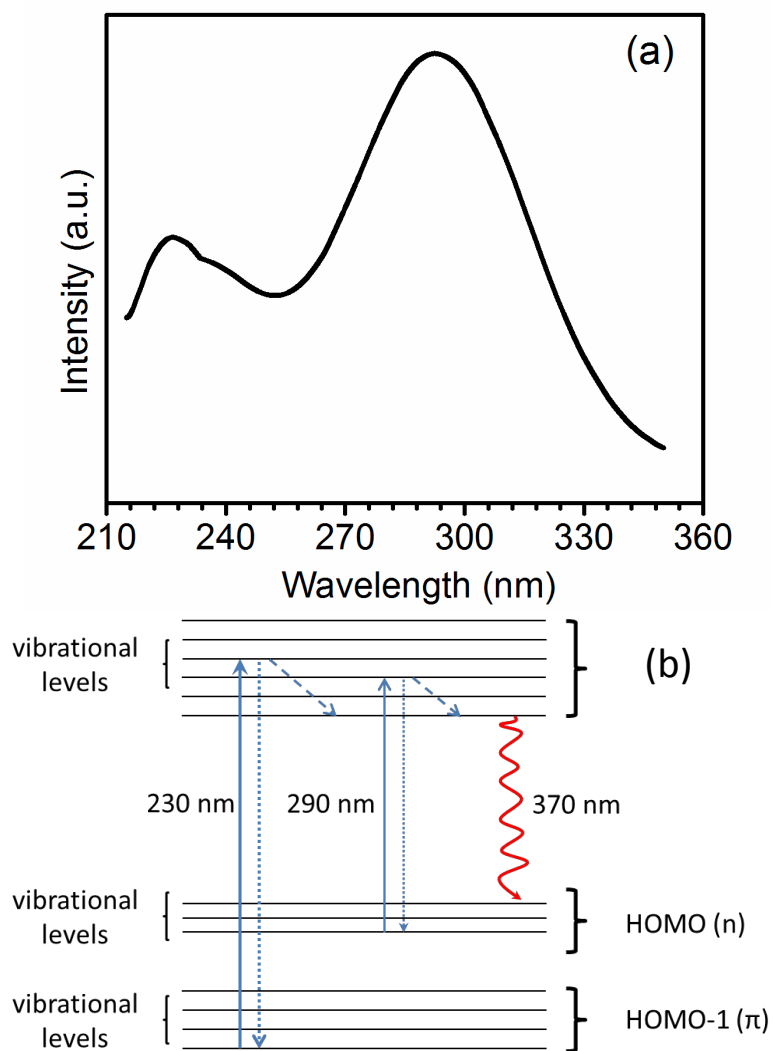 (a)
Intensity (a.u.)
210 240 270 300 330 360
Wavelength (nm)
vibrational
levels
(b)
230 nm 290 nm 370 nm
vibrational
levels
HOMO (n)
vibrational
levels
HOMO-1 (π)